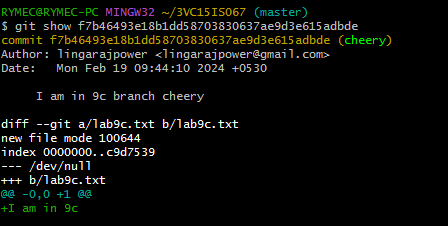 RYMEC@RYMEC-PC MINGW32 ~/3VC15IS067 (master)
$ git show f7b46493e18b1dd58703830637ae9d3e615adbde
commit f7b46493e18b1dd58703830637ae9d3e615adbde (cheery)
Author: lingarajpower <lingarajpower@gmail.com>
Date:   Mon Feb 19 09:44:10 2024 +0530
I am in 9c branch cheery
diff --git a/lab9c.txt b/lab9c.txt
new file mode 100644
index 0000000..c9d7539
--- /dev/null
+++ b/lab9c.txt
@@ -0,0 +1 @@
+I am in 9c